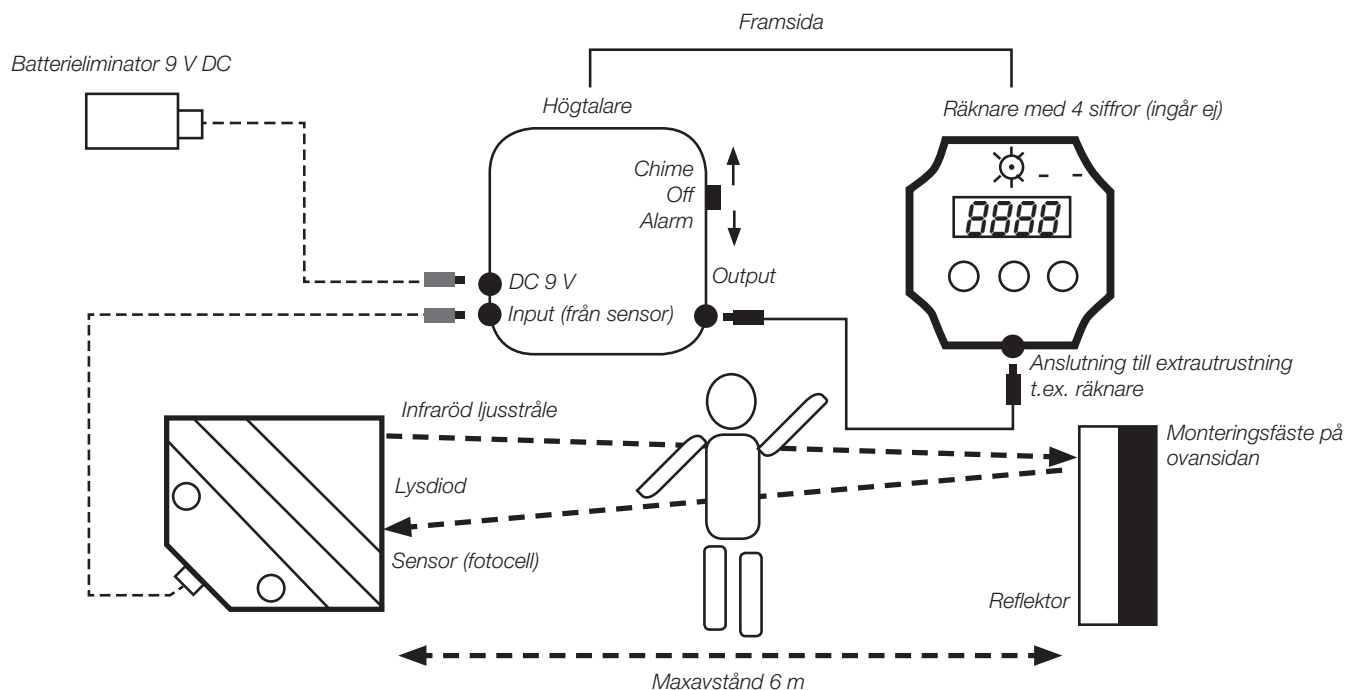 Framsida
Batterieliminator 9 V DC
Högtalare
Räknare med 4 siffror (ingår ej)
Chime
Off
Alarm
8888
DC 9 V
Output
Input (från sensor)
Anslutning till extrautrustning
t.ex. räknare
Infraröd ljusstråle
Monteringsfäste på
ovansidan
Lysdiod
Sensor (fotocell)
Reflektor
Maxavstånd 6 m